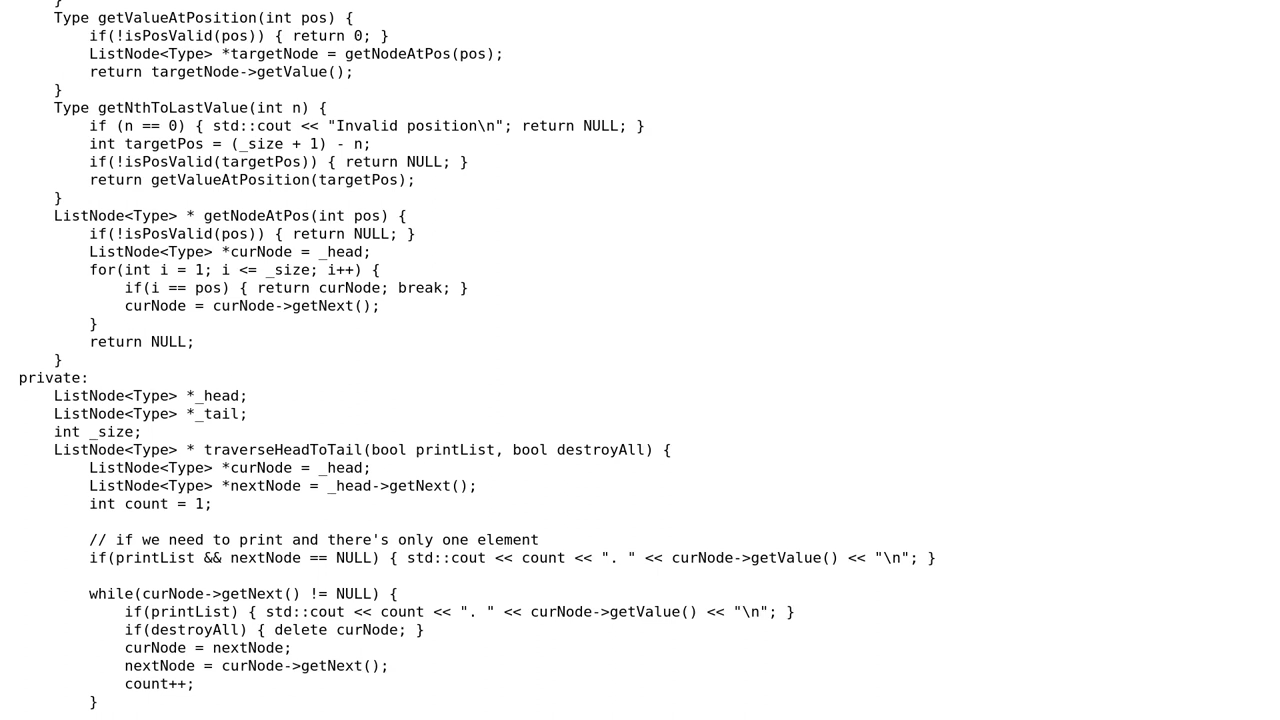 }
    Type getValueAtPosition(int pos) {
        if(!isPosValid(pos)) { return 0; }
        ListNode<Type> *targetNode = getNodeAtPos(pos);
        return targetNode->getValue();
    }
    Type getNthToLastValue(int n) {
        if (n == 0) { std::cout << "Invalid position\n"; return NULL; }
        int targetPos = (_size + 1) - n;
        if(!isPosValid(targetPos)) { return NULL; }
        return getValueAtPosition(targetPos);
    }
    ListNode<Type> * getNodeAtPos(int pos) {
        if(!isPosValid(pos)) { return NULL; }
        ListNode<Type> *curNode = _head;
        for(int i = 1; i <= _size; i++) {
            if(i == pos) { return curNode; break; }
            curNode = curNode->getNext();
        }
        return NULL;
    }
private:
    ListNode<Type> *_head;
    ListNode<Type> *_tail;
    int _size;
    ListNode<Type> * traverseHeadToTail(bool printList, bool destroyAll) {
        ListNode<Type> *curNode = _head;
        ListNode<Type> *nextNode = _head->getNext();
        int count = 1;

        // if we need to print and there's only one element
        if(printList && nextNode == NULL) { std::cout << count << ". " << curNode->getValue() << "\n"; }

        while(curNode->getNext() != NULL) {
            if(printList) { std::cout << count << ". " << curNode->getValue() << "\n"; }
            if(destroyAll) { delete curNode; }
            curNode = nextNode;
            nextNode = curNode->getNext();
            count++;
        }